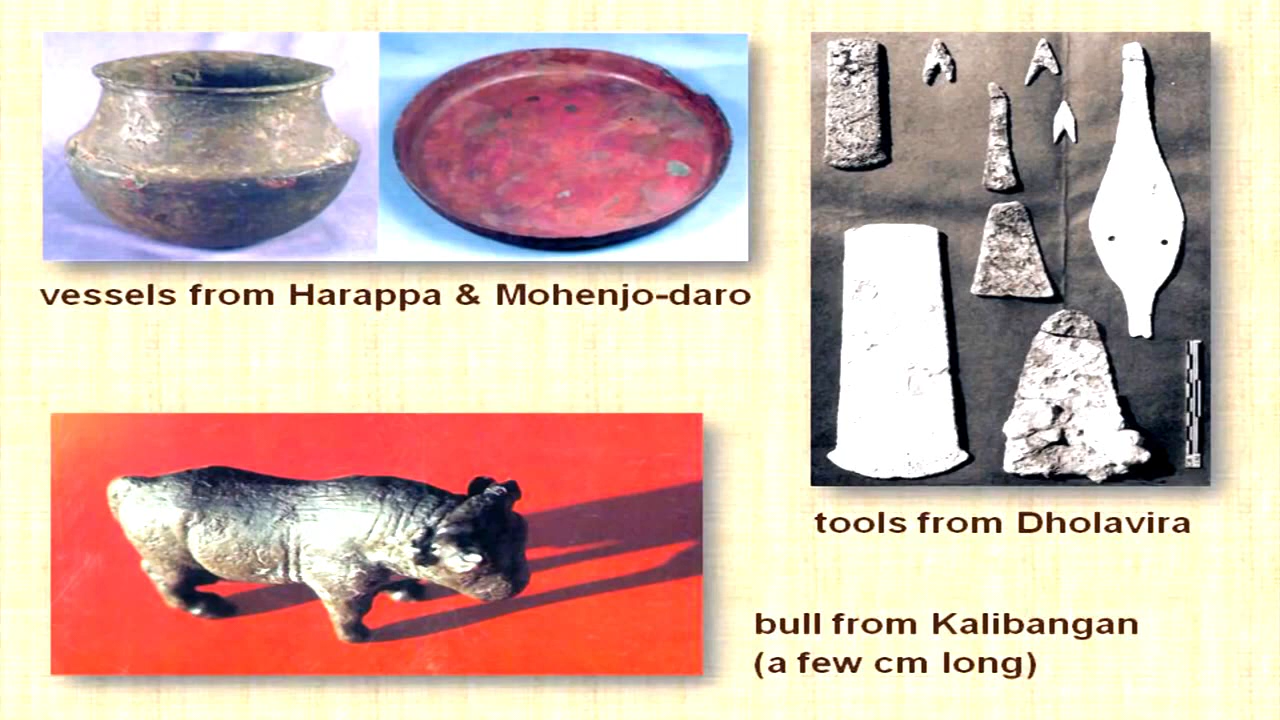 vessels from Harappa & Mohenjo-daro
tools from Dholavira
bull from Kalibangan
(a few cm long)